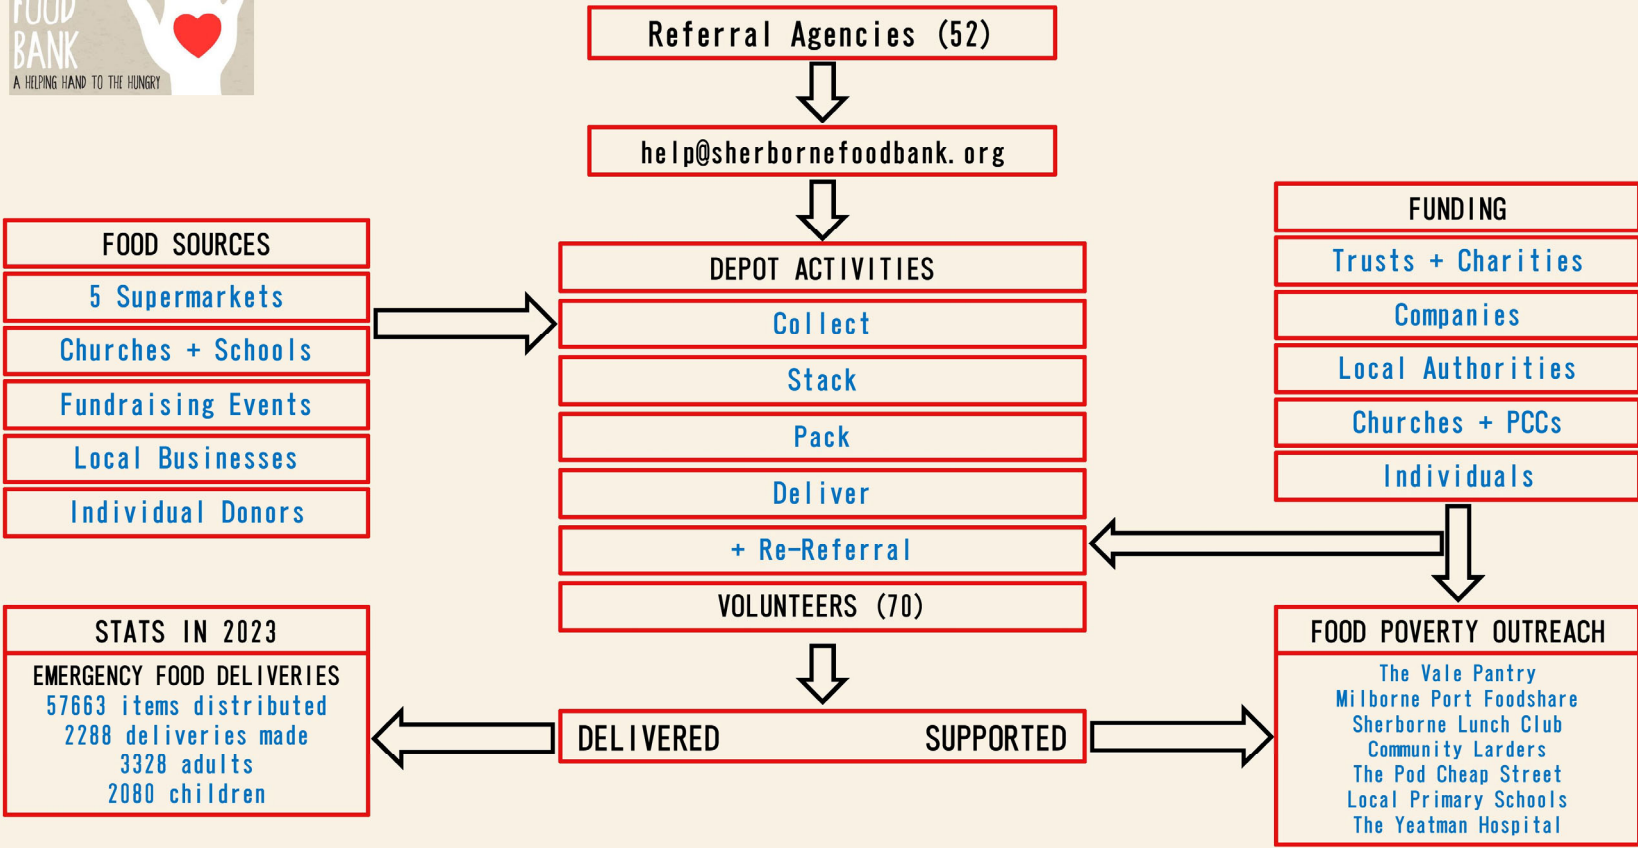 FOOD
BANK
A HELPING HAND TO THE HUNGRY
Referral Agencies (52)
help@sherbornefoodbank.org
FOOD SOURCES
5 Supermarkets
Churches + Schools
Fundraising Events
Local Businesses
Individual Donors
DEPOT ACTIVITIES
Collect
Stack
Pack
Deliver
+ Re-Referral
VOLUNTEERS (70)
FUNDING
Trusts + Charities
Companies
Local Authorities
Churches + PCCs
Individuals
STATS IN 2023
EMERGENCY FOOD DELIVERIES
57663 items distributed
2288 deliveries made
3328 adults
2080 children
DELIVERED SUPPORTED
FOOD POVERTY OUTREACH
The Vale Pantry
Milborne Port Foodshare
Sherborne Lunch Club
Community Larders
The Pod Cheap Street
Local Primary Schools
The Yeatman Hospital